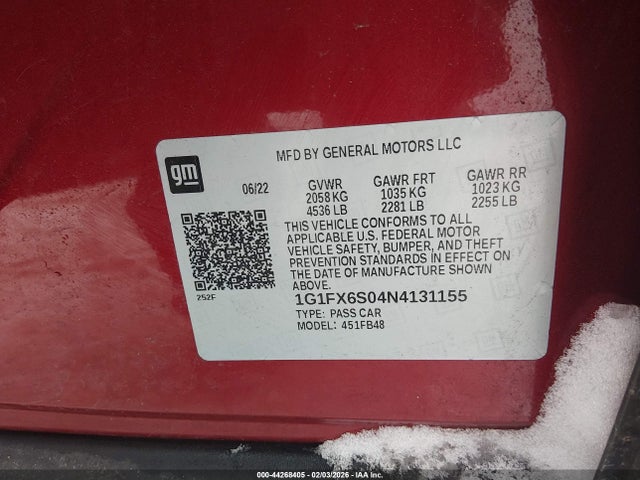 MFD BY GENERAL MOTORS LLC
gm
06/22
GVWR GAWR FRT GAWR RR
2058 KG 1035 KG 1023 KG
4536 LB 2281 LB 2255 LB
THIS VEHICLE CONFORMS TO ALL
APPLICABLE U.S. FEDERAL MOTOR
VEHICLE SAFETY, BUMPER, AND THEFT
PREVENTION STANDARDS IN EFFECT ON
THE DATE OF MANUFACTURE SHOWN
ABOVE.
252F
1G1FX6S04N4131155
TYPE: PASS CAR
MODEL: 451FB48
000-44268405 - 02/03/2026 - IAA Inc.